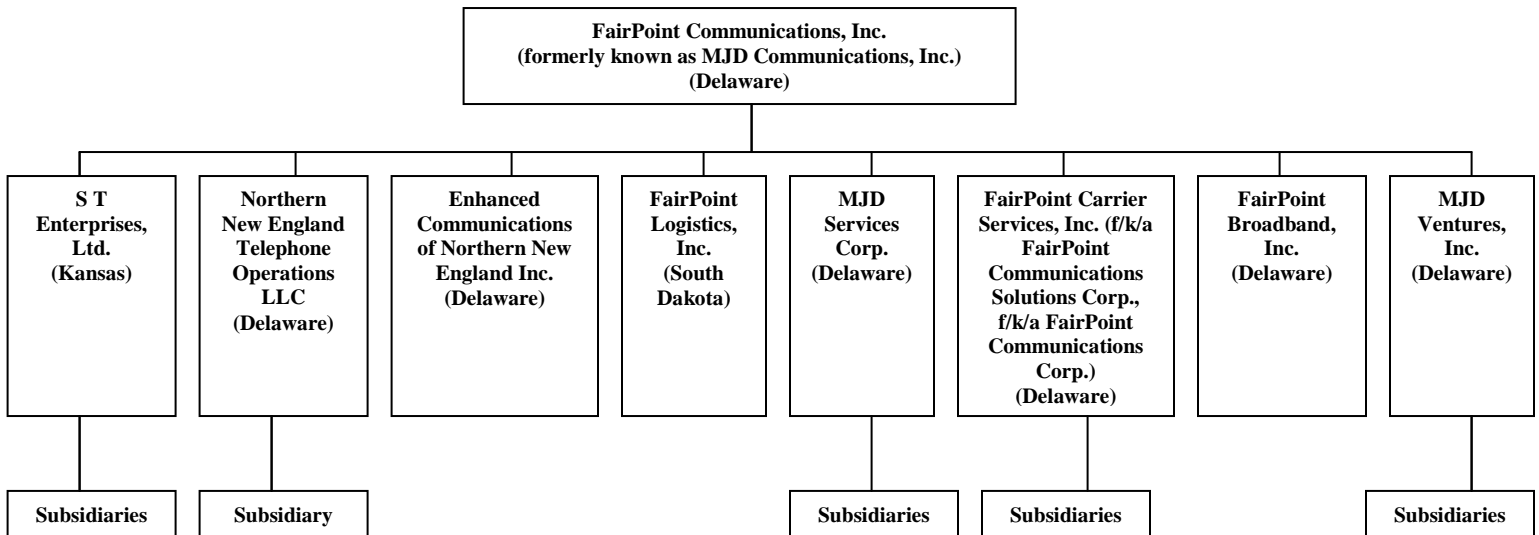 FairPoint Communications, Inc.
(formerly known as MJD Communications, Inc.)
(Delaware)
S T
Enterprises,
Ltd.
(Kansas)
Northern
New England
Telephone
Operations
LLC
(Delaware)
Enhanced
Communications
of Northern New
England Inc.
(Delaware)
FairPoint
Logistics,
Inc.
(South
Dakota)
MJD
Services
Corp.
(Delaware)
FairPoint Carrier
Services, Inc. (f/k/a
FairPoint
Communications
Solutions Corp.,
f/k/a FairPoint
Communications
Corp.)
(Delaware)
FairPoint
Broadband,
Inc.
(Delaware)
MJD
Ventures,
Inc.
(Delaware)
Subsidiaries
Subsidiary
Subsidiaries
Subsidiaries
Subsidiaries